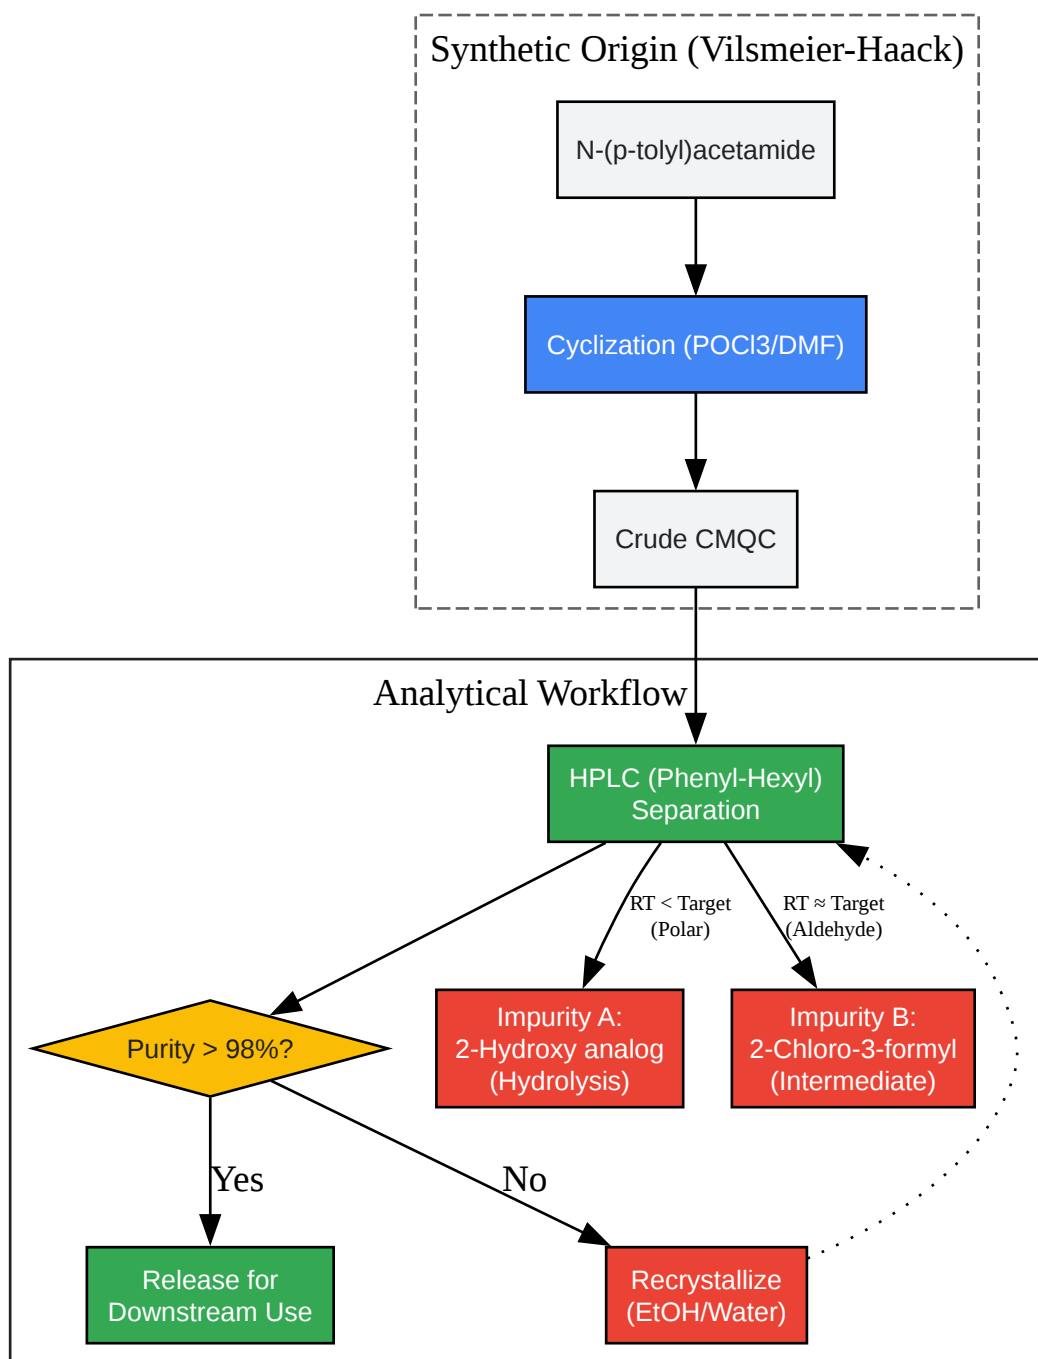 Synthetic Origin (Vilsmeier-Haack)
N-(p-tolyl)acetamide
Cyclization (POCl3/DMF)
Crude CMQC
Analytical Workflow
HPLC (Phenyl-Hexyl)
Separation
RT < Target
(Polar)
RT ≈ Target
(Aldehyde)
Purity > 98%?
Impurity A:
2-Hydroxy analog
(Hydrolysis)
Impurity B:
2-Chloro-3-formyl
(Intermediate)
Yes
No
Release for
Downstream Use
Recrystallize
(EtOH/Water)